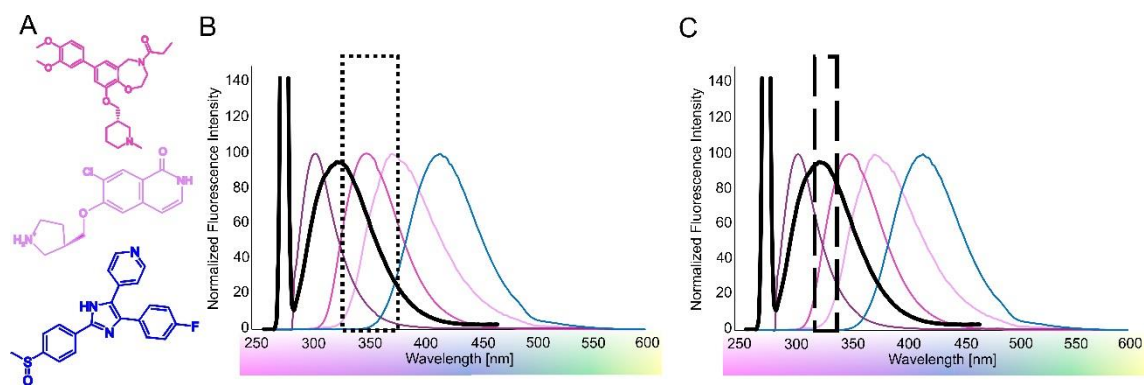 A
B
C
O
N
O
O
O
O
N
Cl
O
NH
O
H₂N⁺
N
HN
N
F
S
O
Normalized Fluorescence Intensity
140
120
100
80
60
40
20
0
250 300 350 400 450 500 600
Wavelength [nm]
Normalized Fluorescence Intensity
140
120
100
80
60
40
20
0
250 300 350 400 450 500 600
Wavelength [nm]